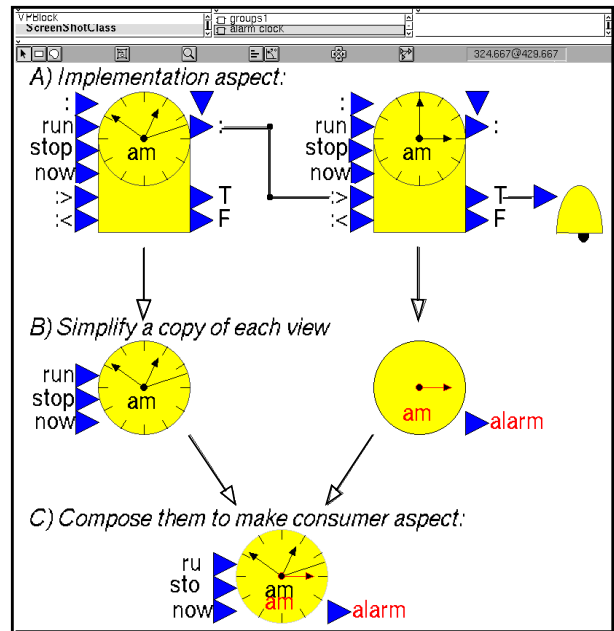 VPBlock
ScreenShotClass
groups1
alarm clock
324.667@429.667
A) Implementation aspect:
:
run
stop
now
:>
:<
am
:
T
F
:
run
stop
now
:>
:<
am
:
T
F
B) Simplify a copy of each view
run
stop
now
am
am
alarm
C) Compose them to make consumer aspect:
ru
sto
now
am
am
alarm